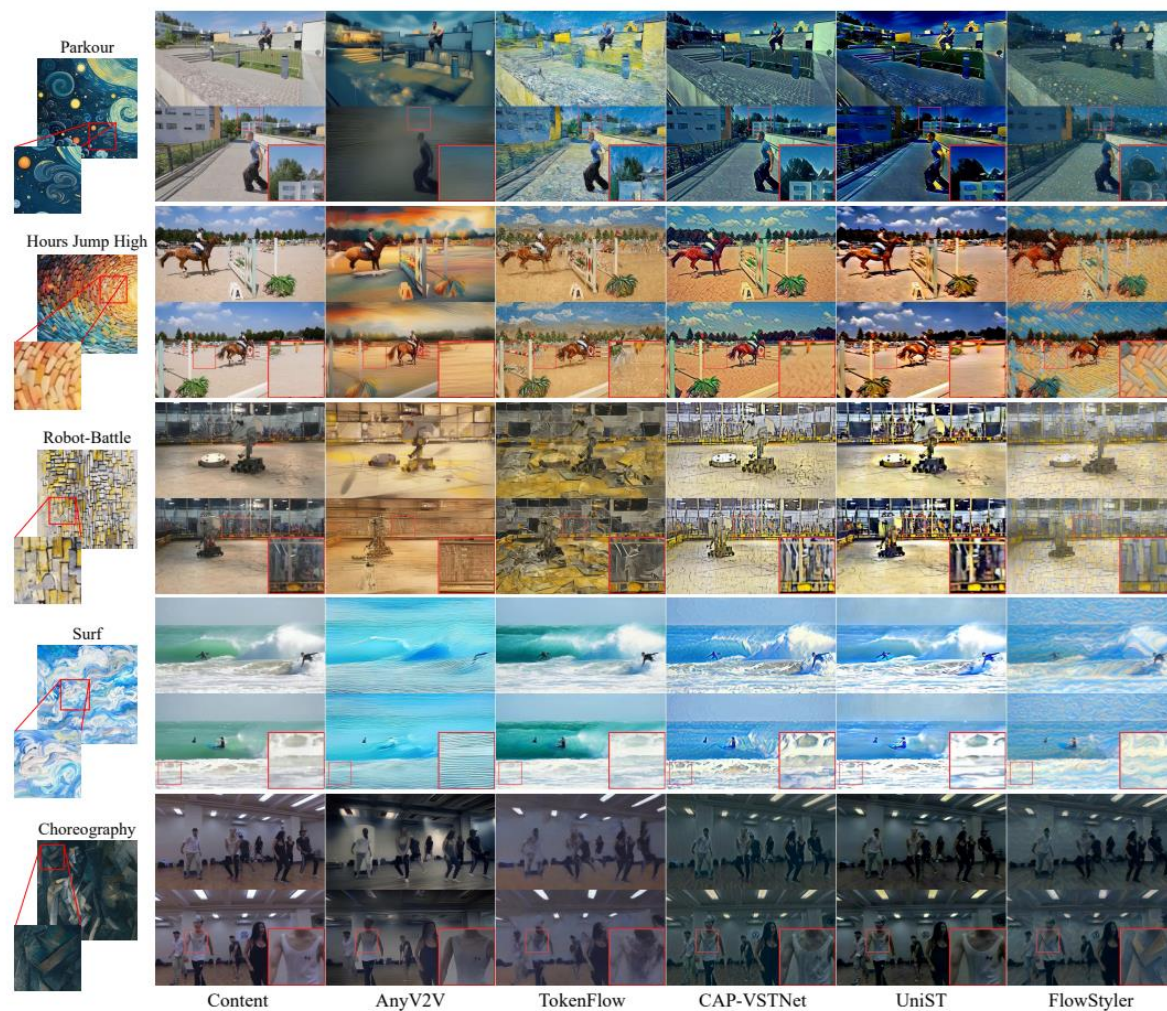 Parkour
Hours Jump High
Robot-Battle
Surf
Choreography
Content AnyV2V TokenFlow CAP-VSTNet UniST FlowStyler